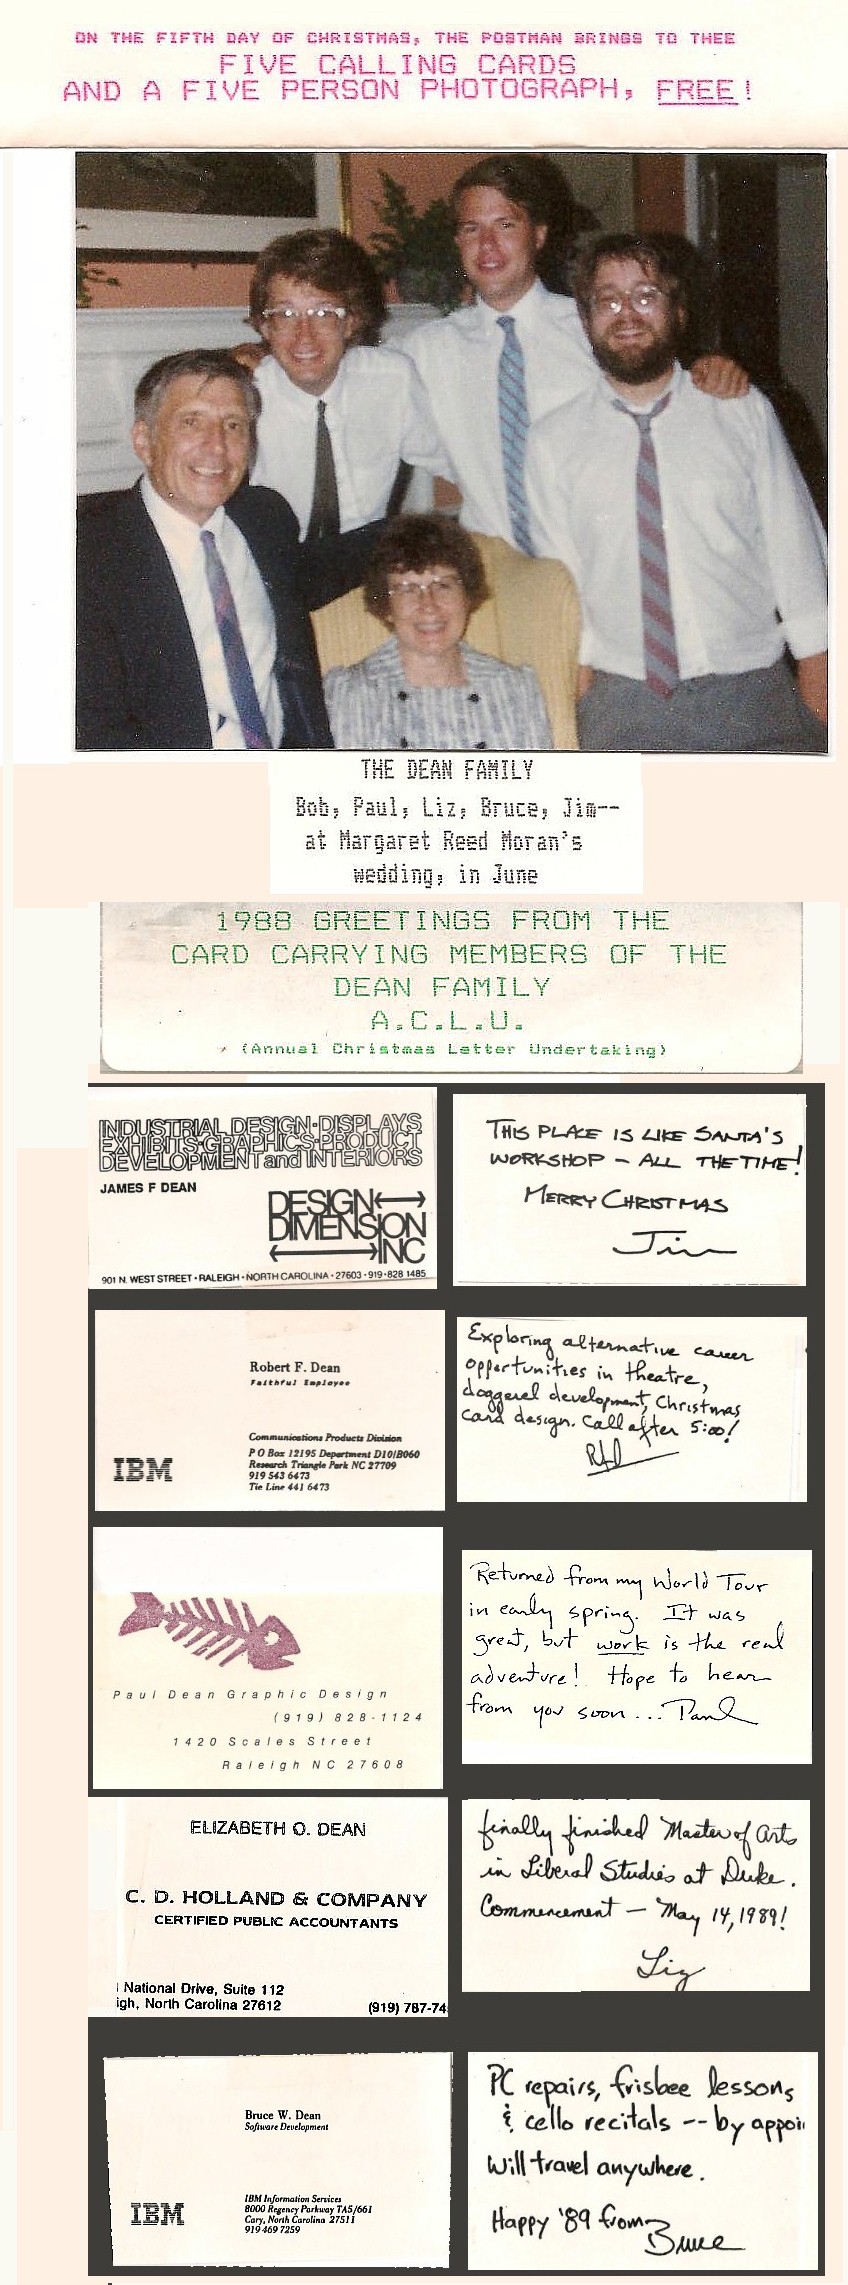 ON THE FIFTH DAY OF CHRISTMAS, THE POSTMAN BRINGS TO THEE
FIVE CALLING CARDS
AND A FIVE PERSON PHOTOGRAPH, FREE!
THE DEAN FAMILY
Bob, Paul, Liz, Bruce, Jim--
at Margaret Reed Moran's
wedding, in June
1988 GREETINGS FROM THE
CARD CARRYING MEMBERS OF THE
DEAN FAMILY
A.C.L.U.
(Annual Christmas Letter Undertaking)
INDUSTRIAL DESIGN·DISPLAYS
EXHIBITS·GRAPHICS·PRODUCT
DEVELOPMENT and INTERIORS
JAMES F DEAN
DESIGN
DIMENSION
INC
901 N. WEST STREET · RALEIGH · NORTH CAROLINA · 27603 · 919 · 828 1485
THIS PLACE IS LIKE SANTA'S
WORKSHOP - ALL THE TIME!
MERRY CHRISTMAS
Jim
Robert F. Dean
Faithful Employee
Communications Products Division
P O Box 12195 Department D10/B060
Research Triangle Park NC 27709
919 543 6473
Tie Line 441 6473
IBM
Exploring alternative career
opportunities in theatre,
doggerel development, Christmas
card design. Call after 5:00!
RFD
Paul Dean Graphic Design
(919) 828-1124
1420 Scales Street
Raleigh NC 27608
Returned from my World Tour
in early spring. It was
great, but work is the real
adventure! Hope to hear
from you soon... Paul
ELIZABETH O. DEAN
C. D. HOLLAND & COMPANY
CERTIFIED PUBLIC ACCOUNTANTS
National Drive, Suite 112
igh, North Carolina 27612
(919) 787-74
finally finished Master of Arts
in Liberal Studies at Duke.
Commencement — May 14, 1989!
Liz
Bruce W. Dean
Software Development
IBM
IBM Information Services
8000 Regency Parkway TA5/661
Cary, North Carolina 27511
919 469 7259
PC repairs, frisbee lessons
& cello recitals -- by appoi
Will travel anywhere.
Happy '89 from
Bruce